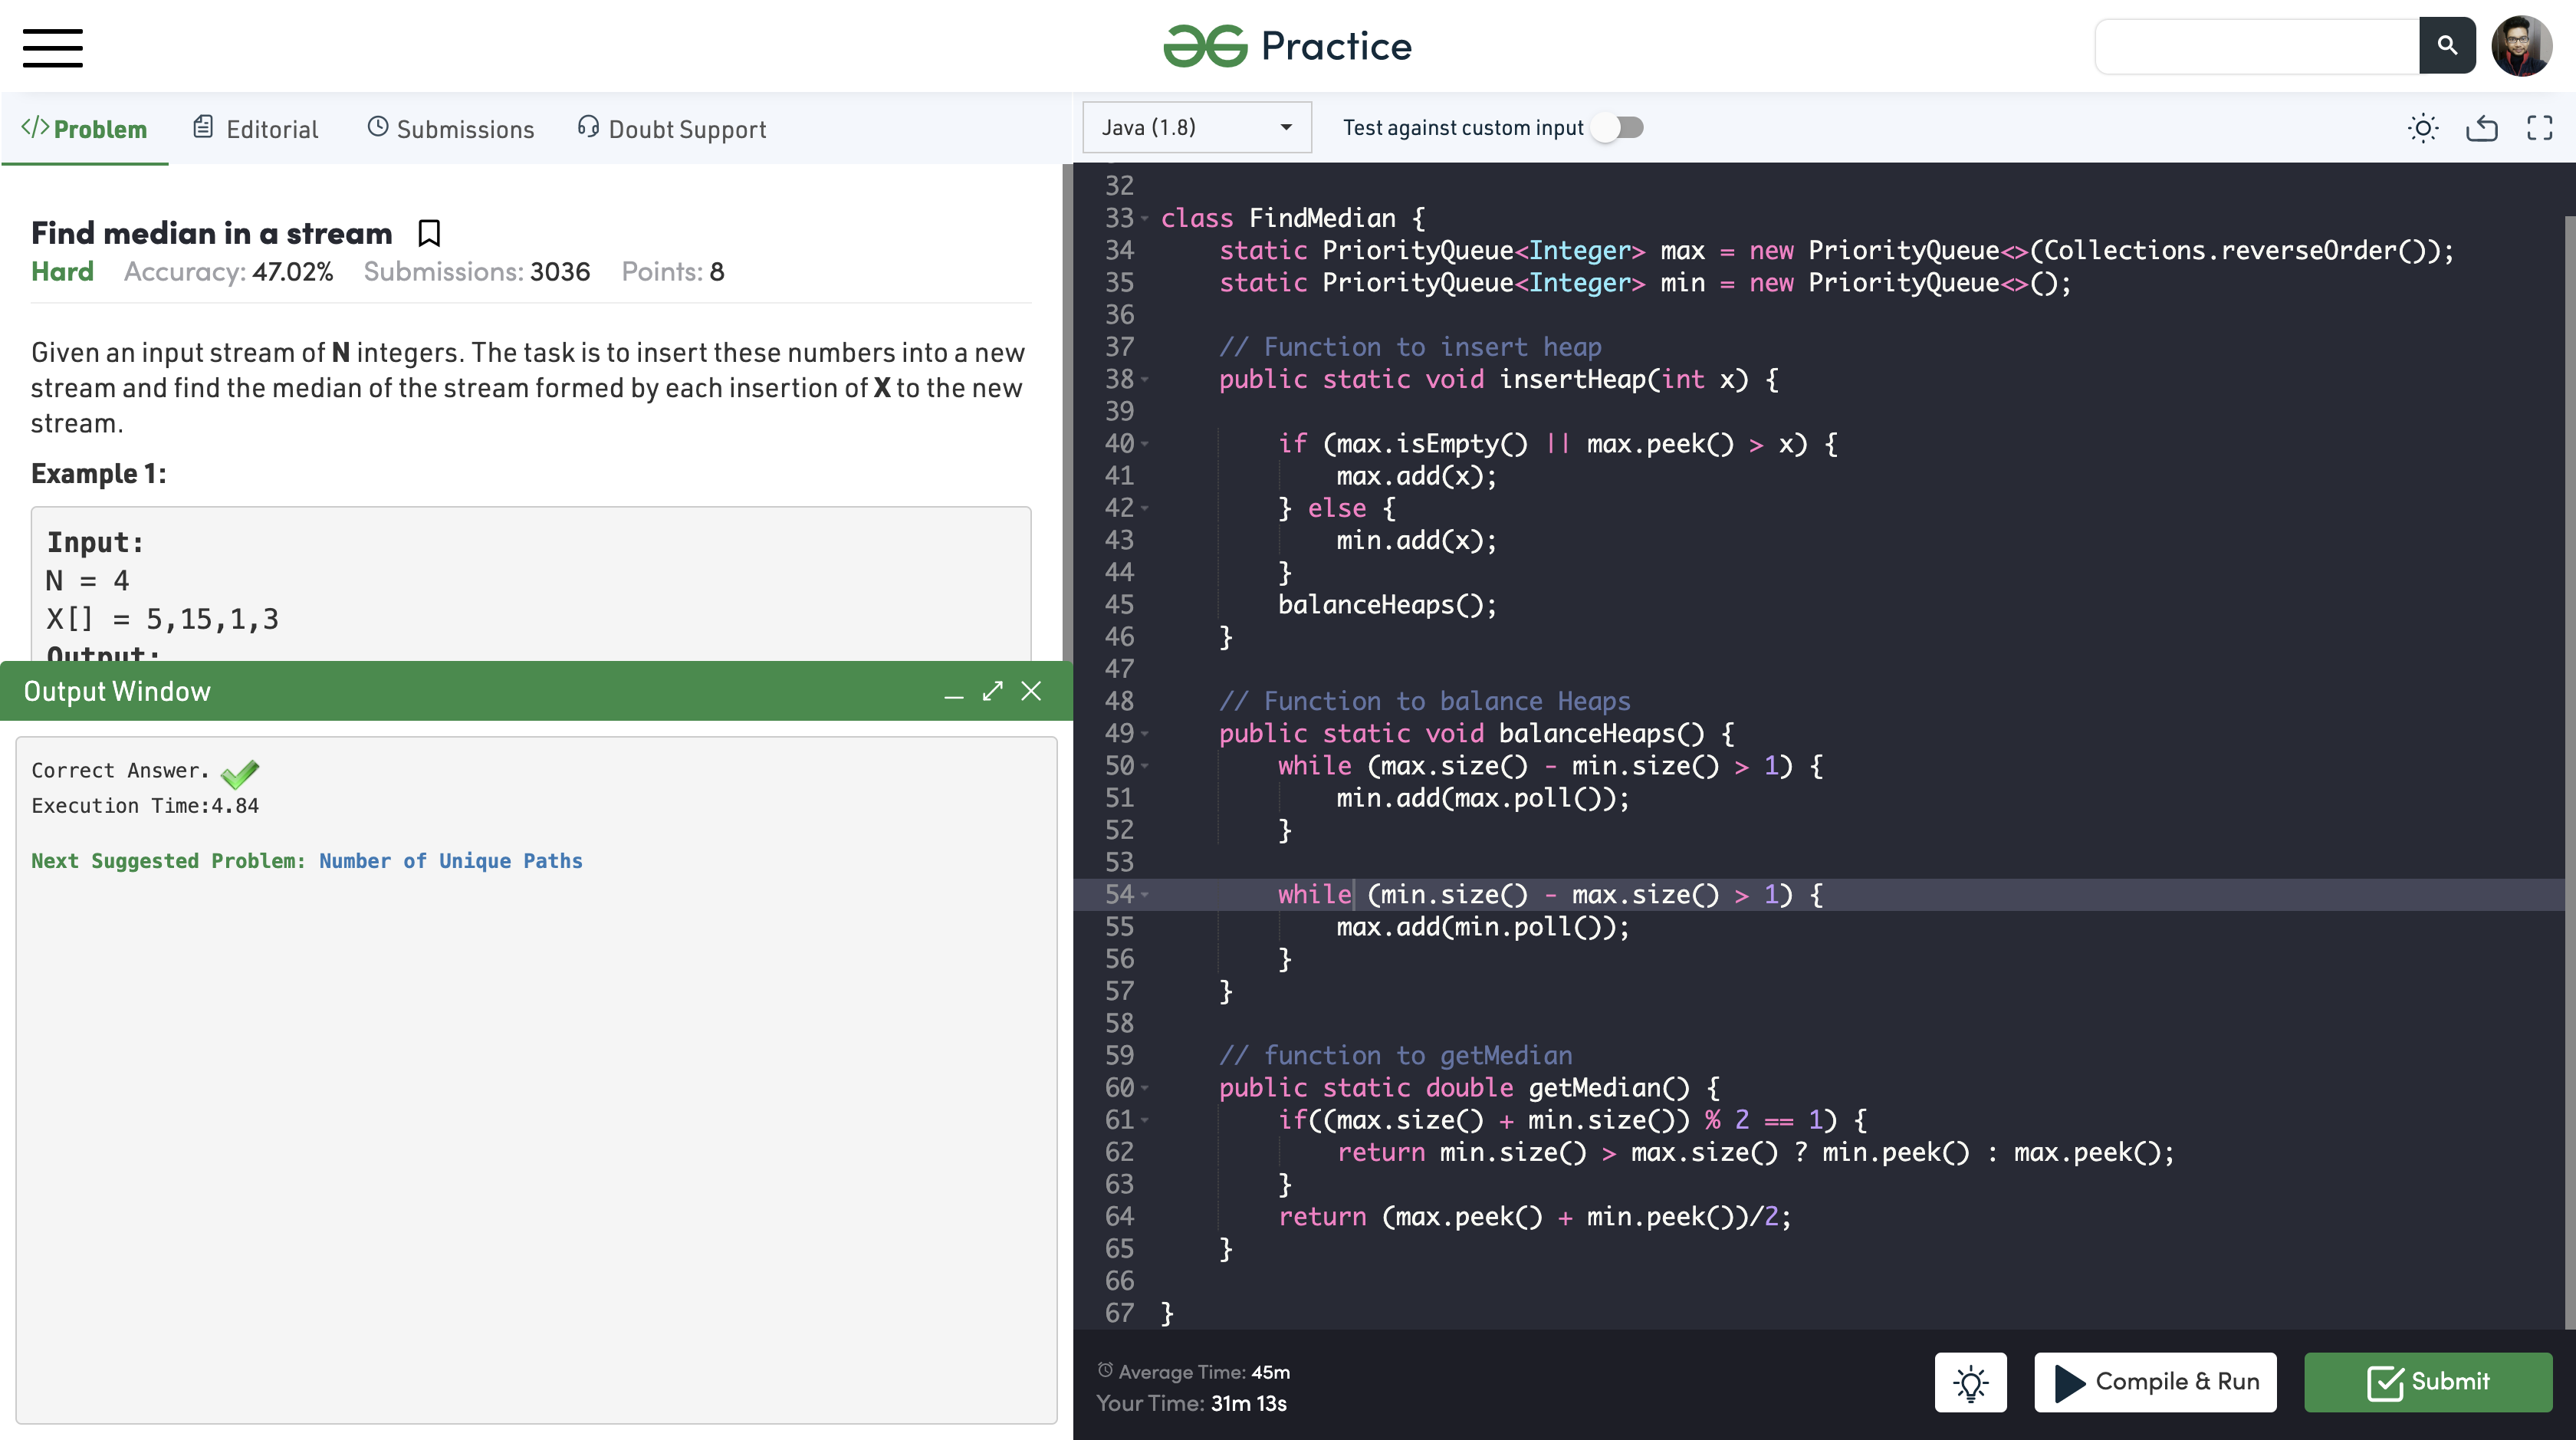 Practice
Problem
Editorial
Submissions
Doubt Support
Java (1.8)
Test against custom input
Find median in a stream
Hard Accuracy: 47.02% Submissions: 3036 Points: 8
Given an input stream of N integers. The task is to insert these numbers into a new
stream and find the median of the stream formed by each insertion of X to the new
stream.
Example 1:
Input:
N = 4
X[] = 5,15,1,3
Output:
Output Window
Correct Answer.
Execution Time:4.84
Next Suggested Problem: Number of Unique Paths
32
33 class FindMedian {
34     static PriorityQueue<Integer> max = new PriorityQueue<>(Collections.reverseOrder());
35     static PriorityQueue<Integer> min = new PriorityQueue<>();
36
37     // Function to insert heap
38     public static void insertHeap(int x) {
39
40         if (max.isEmpty() || max.peek() > x) {
41             max.add(x);
42         } else {
43             min.add(x);
44         }
45         balanceHeaps();
46     }
47
48     // Function to balance Heaps
49     public static void balanceHeaps() {
50         while (max.size() - min.size() > 1) {
51             min.add(max.poll());
52         }
53
54         while (min.size() - max.size() > 1) {
55             max.add(min.poll());
56         }
57     }
58
59     // function to getMedian
60     public static double getMedian() {
61         if((max.size() + min.size()) % 2 == 1) {
62             return min.size() > max.size() ? min.peek() : max.peek();
63         }
64         return (max.peek() + min.peek())/2;
65     }
66
67 }
Average Time: 45m
Your Time: 31m 13s
Compile & Run
Submit